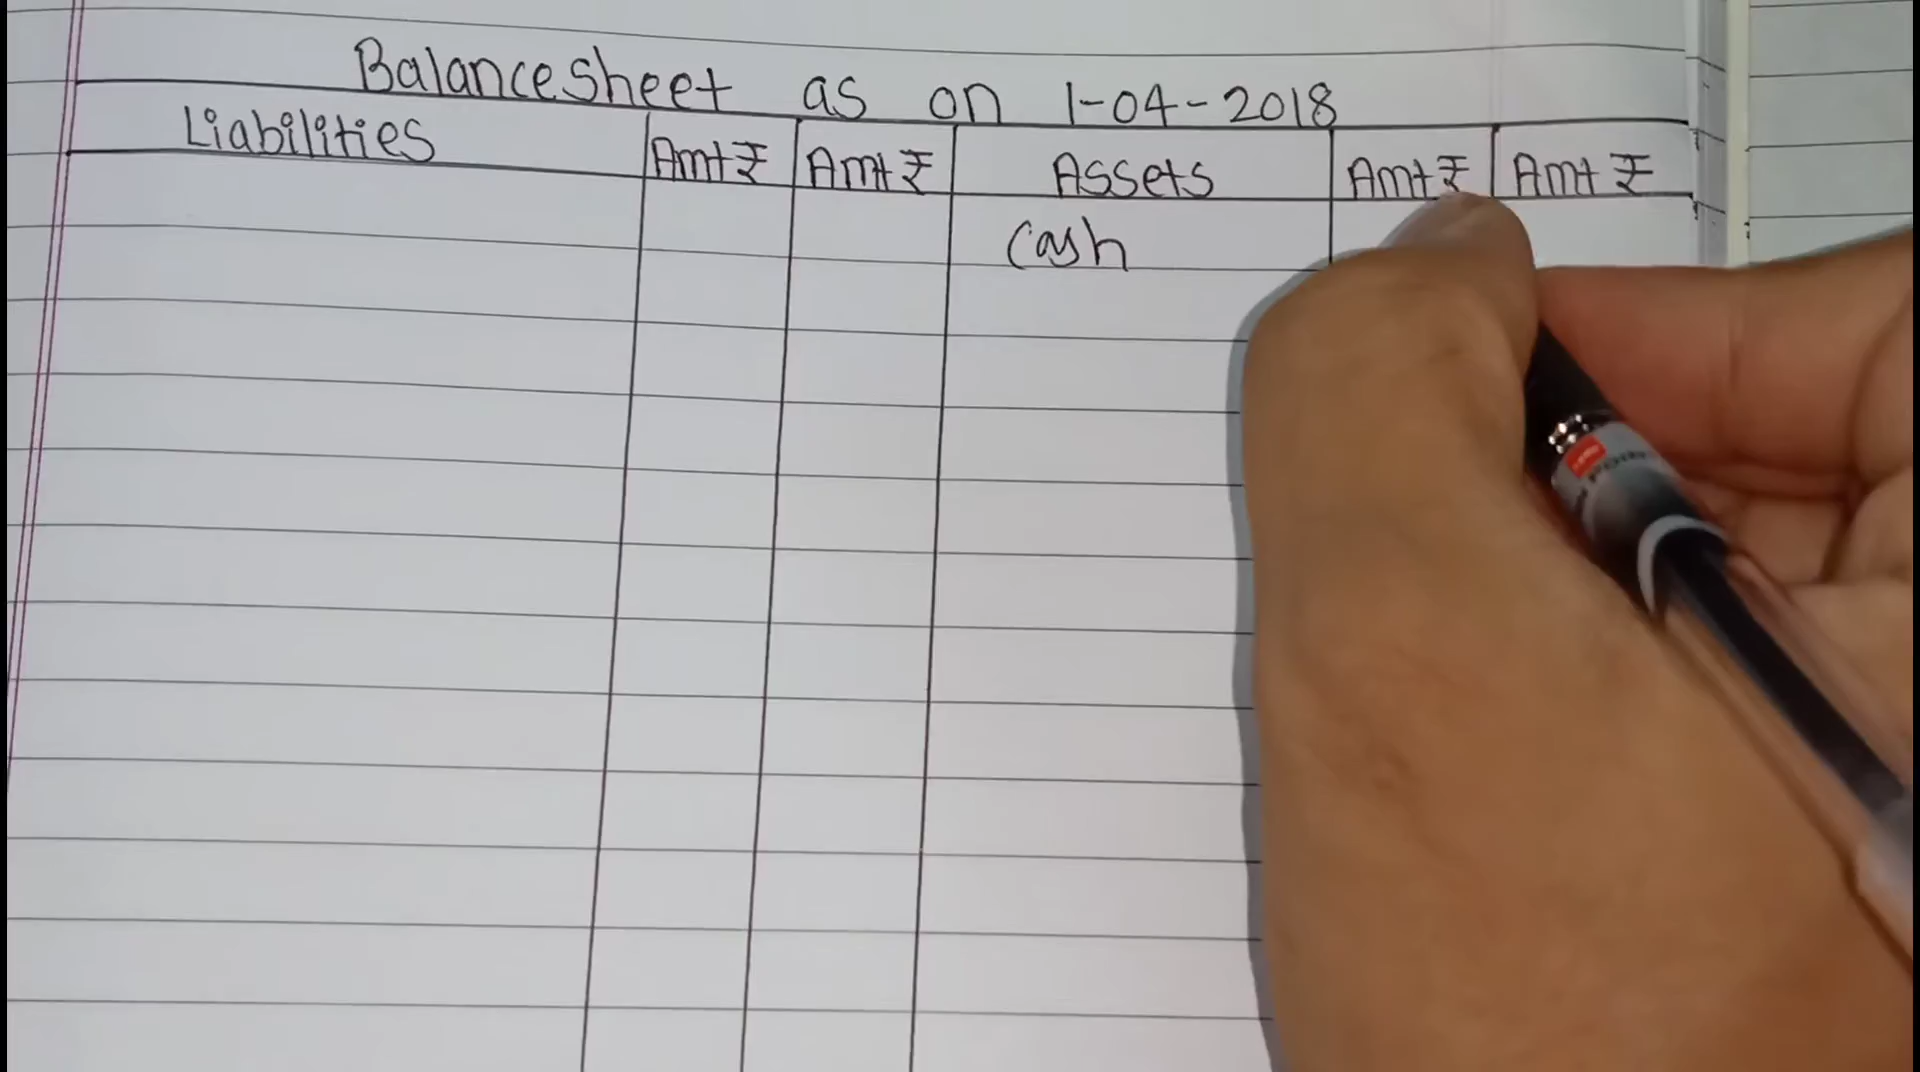 Balancesheet as on 1-04-2018
Liabilities Amt ₹ Amt ₹ Assets Amt ₹ Amt ₹
Cash